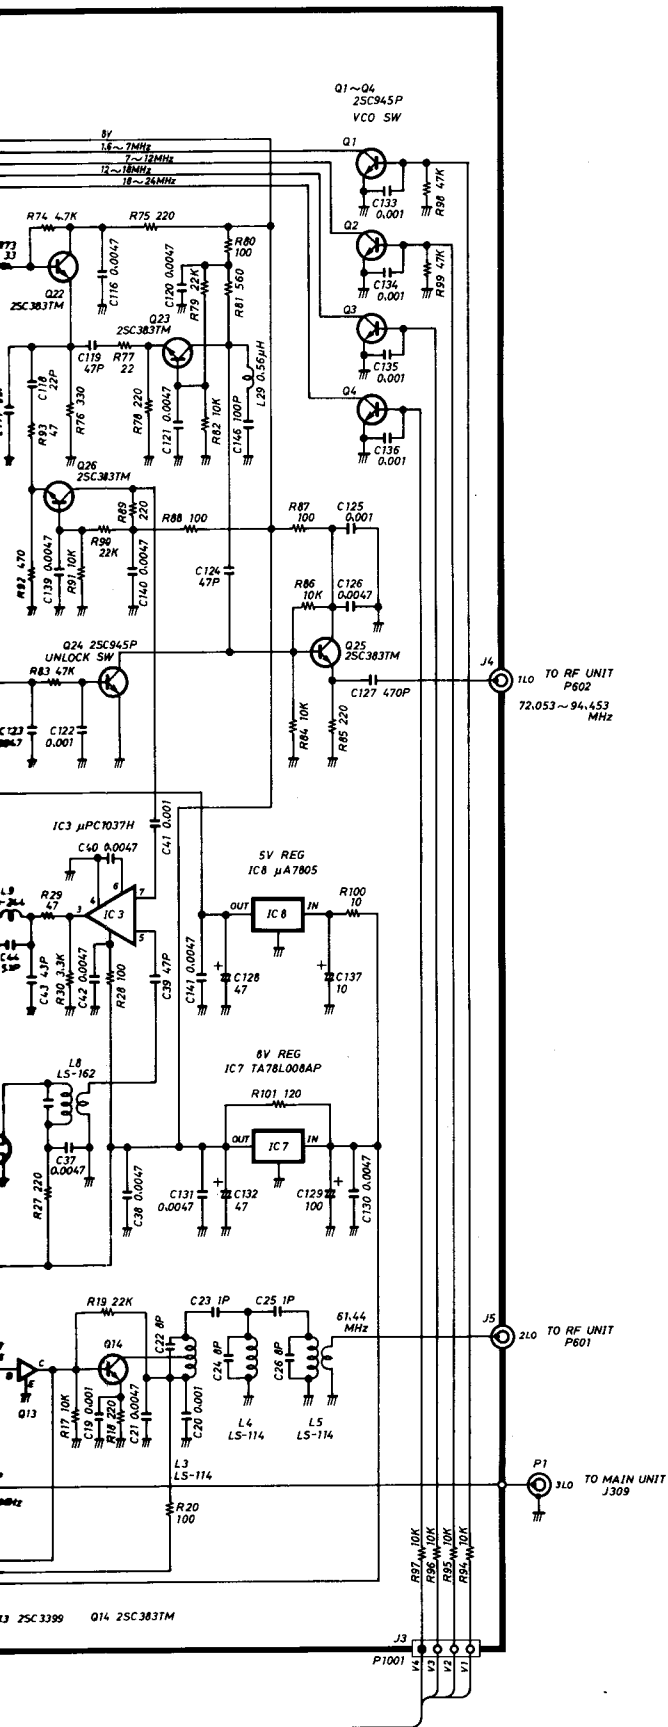 Q1~Q4
2SC945P
VCO SW
8V
1.6~7MHz
7~12MHz
12~18MHz
18~24MHz
Q1
C133
0.001
R98 47K
Q2
C134
0.001
R99 47K
Q3
C135
0.001
Q4
C136
0.001
R74 4.7K
R75 220
R80
100
33
Q22
2SC383TM
C116 0.0047
C120 0.0047
R79 22K
R81 560
Q23
2SC383TM
C119
47P
R77
22
L29 0.56μH
C118
22P
R93
47
R76 330
R78 220
C121 0.0047
R82 10K
C146 100P
Q26
2SC383TM
R89
220
R88 100
R87
100
C125
0.001
R90
22K
R92 470
C139 0.0047
R91 10K
C140 0.0047
C124
47P
R86
10K
C126
0.0047
Q24 2SC945P
UNLOCK SW
R83 47K
Q25
2SC383TM
C127 470P
J4
1LO
TO RF UNIT
P602
72.053~94.453
MHz
C122
0.001
R84 10K
R85 220
IC3 μPC1037H
C40 0.0047
C41 0.001
5V REG
IC8 μA7805
R29
47
3
4
6
7
5
IC3
OUT
IC8
IN
R100
10
C43 43P
R30 3.3K
C42 0.0047
R28 100
C39 47P
C141 0.0047
+
C128
47
+
C137
10
L8
LS-162
8V REG
IC7 TA78L008AP
R101 120
OUT
IC7
IN
C37
0.0047
R27 220
C38 0.0047
C131
0.0047
+
C132
47
+
C129
100
C130 0.0047
R19 22K
C23 1P
C25 1P
61.44
MHz
J5
2LO
TO RF UNIT
P601
C22 8P
C24 8P
C26 8P
Q14
B
C
E
Q13
R17 10K
C19 0.001
R18 220
C21 0.0047
C20 0.001
L4
LS-114
L5
LS-114
L3
LS-114
R20
100
P1
3LO
TO MAIN UNIT
J309
R97 10K
R96 10K
R95 10K
R94 10K
2SC3399
Q14 2SC383TM
J3
P1001
V4
V3
V2
V1